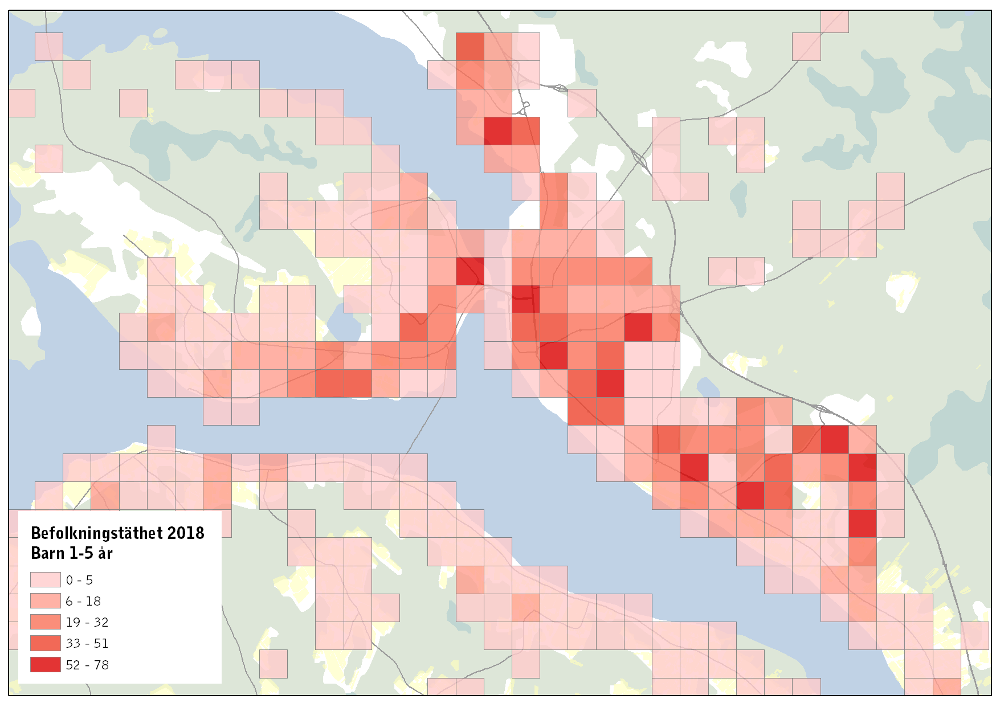 Befolkningstäthet 2018
Barn 1-5 år
0 - 5
6 - 18
19 - 32
33 - 51
52 - 78